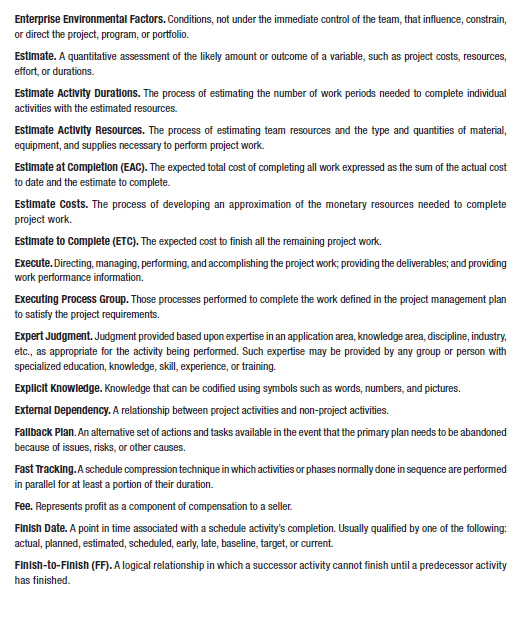 Enterprise Environmental Factors. Conditions, not under the immediate control of the team, that influence, constrain,
or direct the project, program, or portfolio.
Estimate. A quantitative assessment of the likely amount or outcome of a variable, such as project costs, resources,
effort, or durations.
Estimate Activity Durations. The process of estimating the number of work periods needed to complete individual
activities with the estimated resources.
Estimate Activity Resources. The process of estimating team resources and the type and quantities of material,
equipment, and supplies necessary to perform project work.
Estimate at Completion (EAC). The expected total cost of completing all work expressed as the sum of the actual cost
to date and the estimate to complete.
Estimate Costs. The process of developing an approximation of the monetary resources needed to complete
project work.
Estimate to Complete (ETC). The expected cost to finish all the remaining project work.
Execute. Directing, managing, performing, and accomplishing the project work; providing the deliverables; and providing
work performance information.
Executing Process Group. Those processes performed to complete the work defined in the project management plan
to satisfy the project requirements.
Expert Judgment. Judgment provided based upon expertise in an application area, knowledge area, discipline, industry,
etc., as appropriate for the activity being performed. Such expertise may be provided by any group or person with
specialized education, knowledge, skill, experience, or training.
Explicit Knowledge. Knowledge that can be codified using symbols such as words, numbers, and pictures.
External Dependency. A relationship between project activities and non-project activities.
Fallback Plan. An alternative set of actions and tasks available in the event that the primary plan needs to be abandoned
because of issues, risks, or other causes.
Fast Tracking. A schedule compression technique in which activities or phases normally done in sequence are performed
in parallel for at least a portion of their duration.
Fee. Represents profit as a component of compensation to a seller.
Finish Date. A point in time associated with a schedule activity's completion. Usually qualified by one of the following:
actual, planned, estimated, scheduled, early, late, baseline, target, or current.
Finish-to-Finish (FF). A logical relationship in which a successor activity cannot finish until a predecessor activity
has finished.